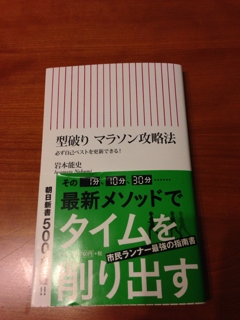 型破り マラソン攻略法
必ず自己ベストを更新できる!
岩本能史
その1分、10分、30分……
最新メソッドで
タイムを
削り出す
市民ランナー最強の指南書
朝日新書
500